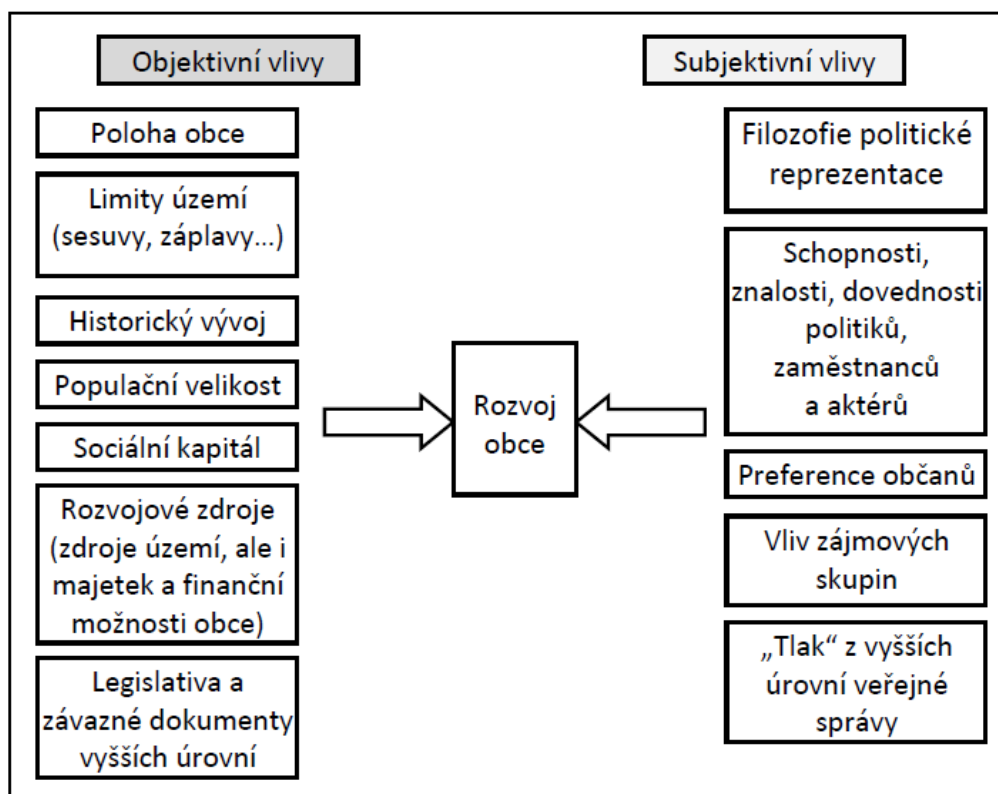 Objektivní vlivy
Poloha obce
Limity území
(sesuvy, záplavy...)
Historický vývoj
Populační velikost
Sociální kapitál
Rozvojové zdroje
(zdroje území, ale i
majetek a finanční
možnosti obce)
Legislativa a
závazné dokumenty
vyšších úrovní
Rozvoj
obce
Subjektivní vlivy
Filozofie politické
reprezentace
Schopnosti,
znalosti, dovednosti
politiků,
zaměstnanců
a aktérů
Preference občanů
Vliv zájmových
skupin
„Tlak“ z vyšších
úrovní veřejné
správy